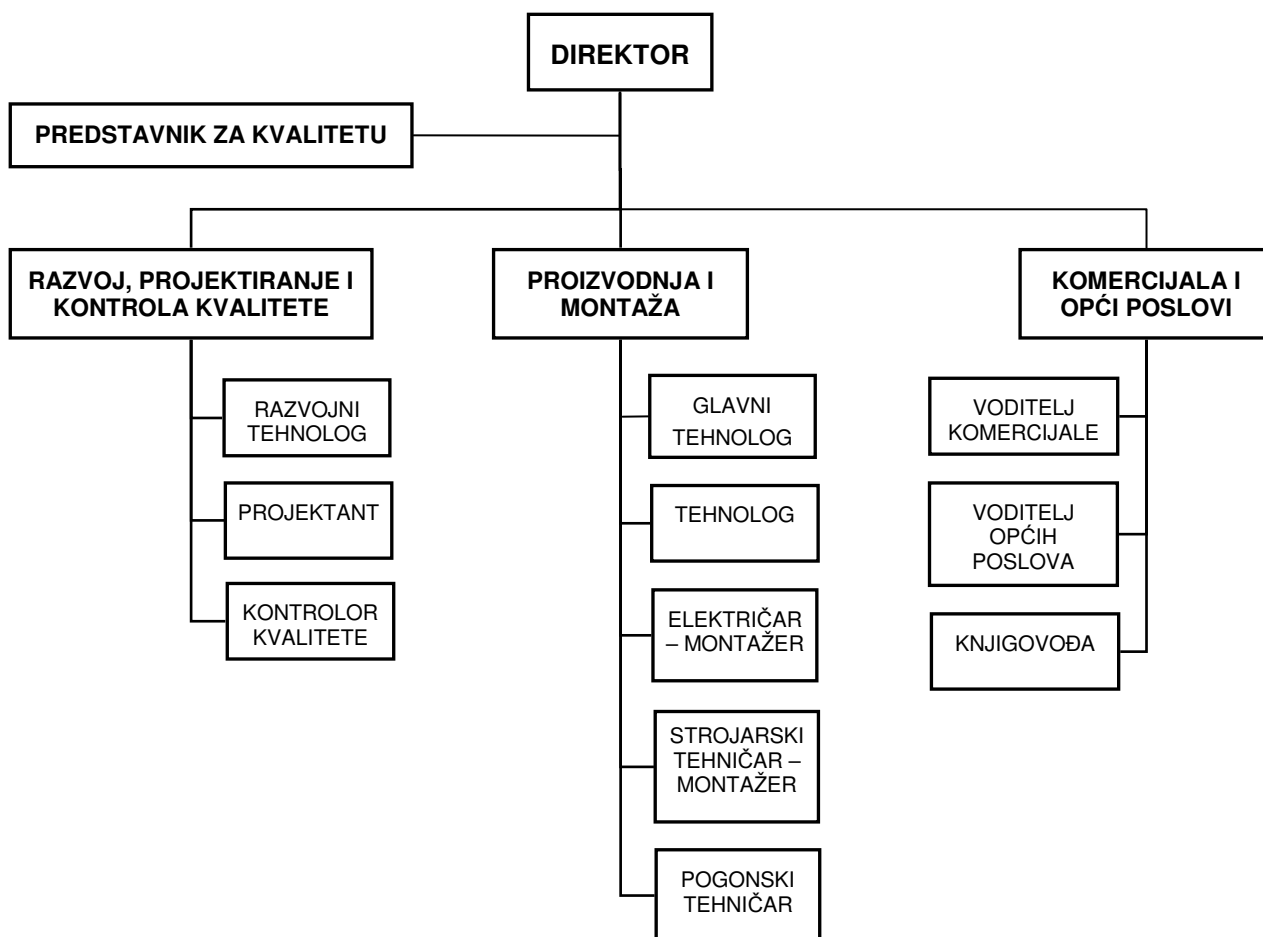 DIREKTOR
PREDSTAVNIK ZA KVALITETU
RAZVOJ, PROJEKTIRANJE I
KONTROLA KVALITETE
RAZVOJNI
TEHNOLOG
PROJEKTANT
KONTROLOR
KVALITETE
PROIZVODNJA I
MONTAŽA
GLAVNI
TEHNOLOG
TEHNOLOG
ELEKTRIČAR
– MONTAŽER
STROJARSKI
TEHNIČAR –
MONTAŽER
POGONSKI
TEHNIČAR
KOMERCIJALA I
OPĆI POSLOVI
VODITELJ
KOMERCIJALE
VODITELJ
OPĆIH
POSLOVA
KNJIGOVOĐA